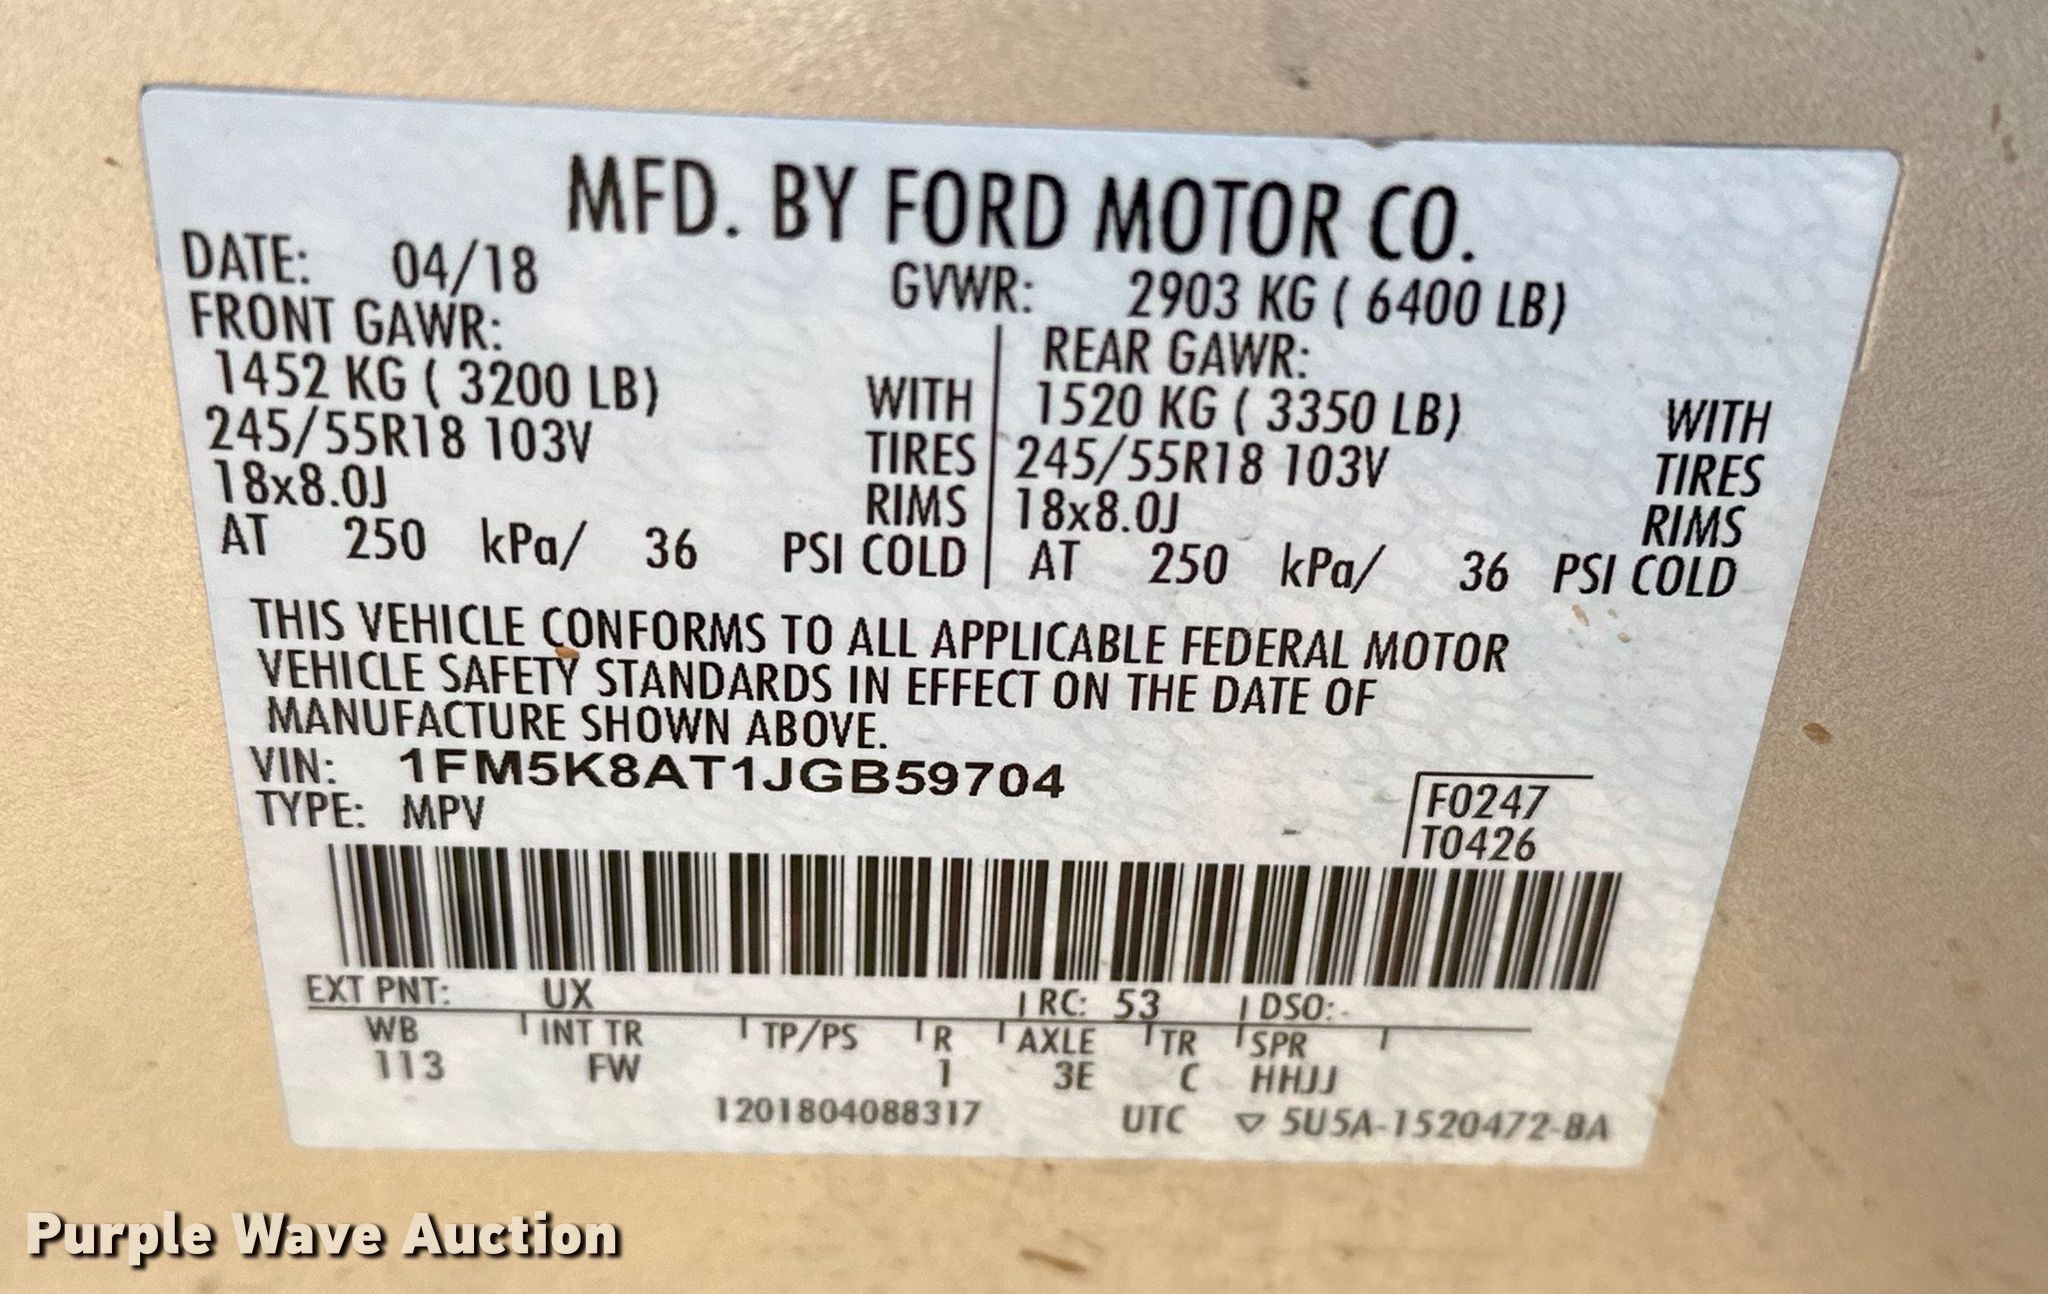 MFD. BY FORD MOTOR CO.
DATE: 04/18 GVWR: 2903 KG ( 6400 LB)
FRONT GAWR: REAR GAWR:
1452 KG ( 3200 LB) WITH 1520 KG ( 3350 LB) WITH
245/55R18 103V TIRES 245/55R18 103V TIRES
18x8.0J RIMS 18x8.0J RIMS
AT 250 kPa/ 36 PSI COLD AT 250 kPa/ 36 PSI COLD
THIS VEHICLE CONFORMS TO ALL APPLICABLE FEDERAL MOTOR
VEHICLE SAFETY STANDARDS IN EFFECT ON THE DATE OF
MANUFACTURE SHOWN ABOVE.
VIN: 1FM5K8AT1JGB59704
TYPE: MPV
F0247
T0426
EXT PNT: UX RC: 53 DSO:
WB INT TR TP/PS R AXLE TR SPR
113 FW 1 3E C HHJJ
1201804088317 UTC ▽ 5U5A-1520472-BA
Purple Wave Auction